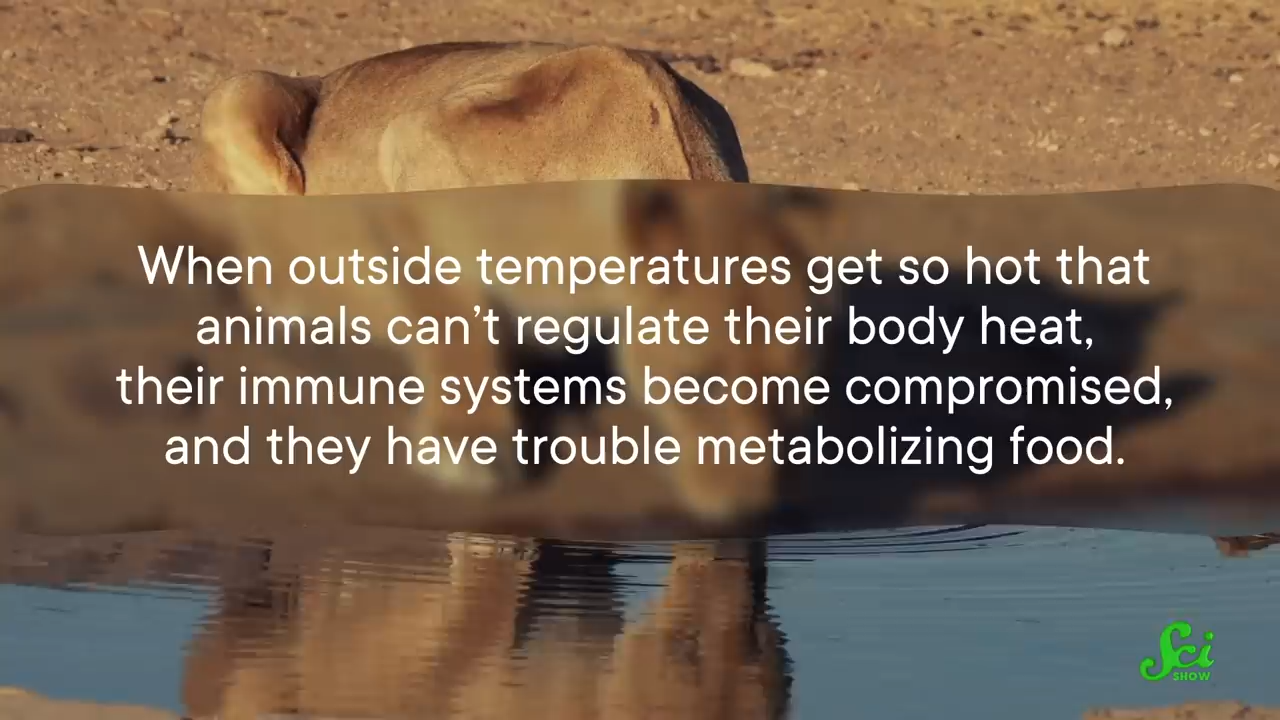 When outside temperatures get so hot that
animals can't regulate their body heat,
their immune systems become compromised,
and they have trouble metabolizing food.
Sci
SHOW